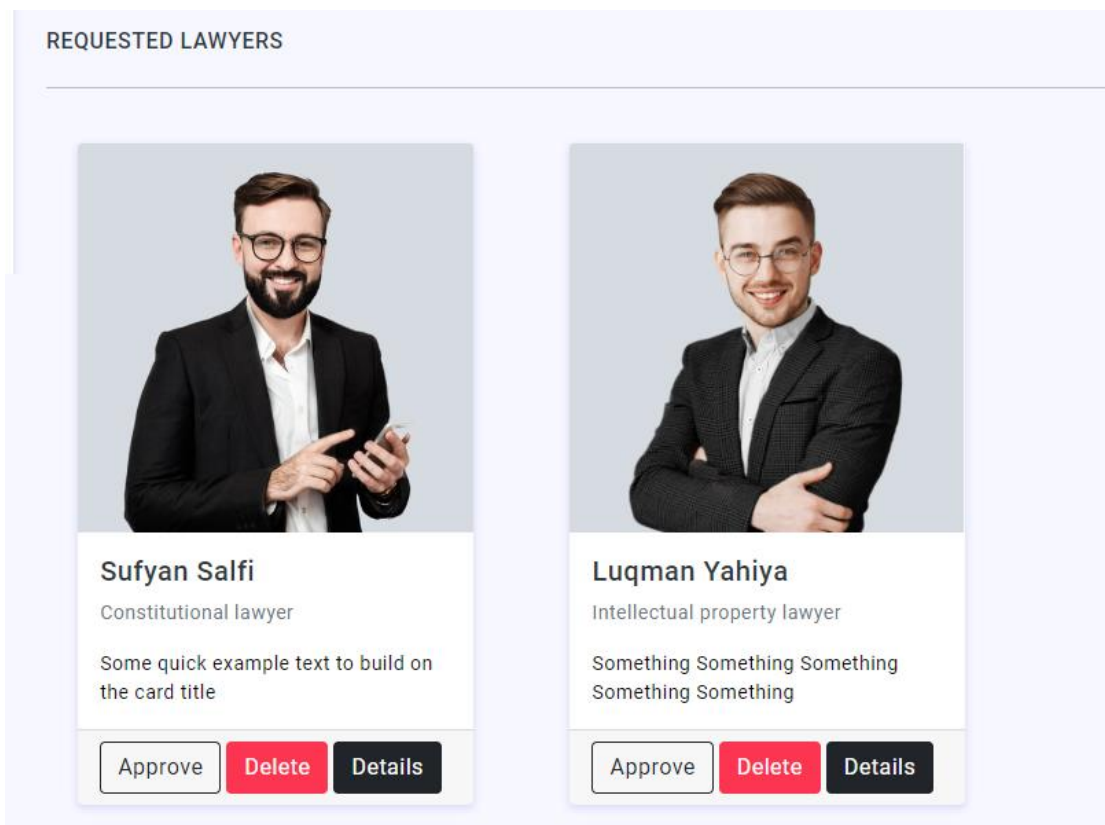 REQUESTED LAWYERS
Sufyan Salfi
Constitutional lawyer
Some quick example text to build on
the card title
Approve Delete Details
Luqman Yahiya
Intellectual property lawyer
Something Something Something
Something Something
Approve Delete Details